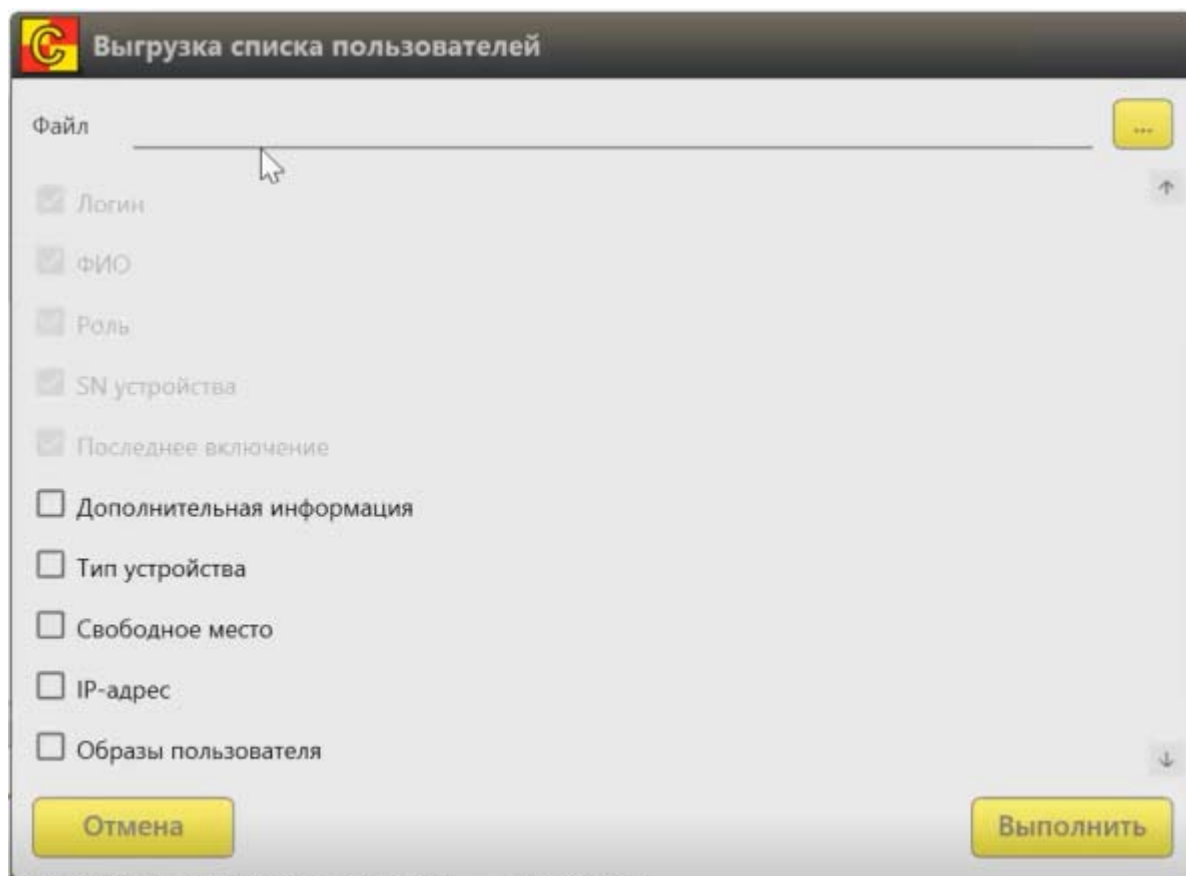 Выгрузка списка пользователей
Файл
...
Логин
ФИО
Роль
SN устройства
Последнее включение
Дополнительная информация
Тип устройства
Свободное место
IP-адрес
Образы пользователя
Отмена
Выполнить